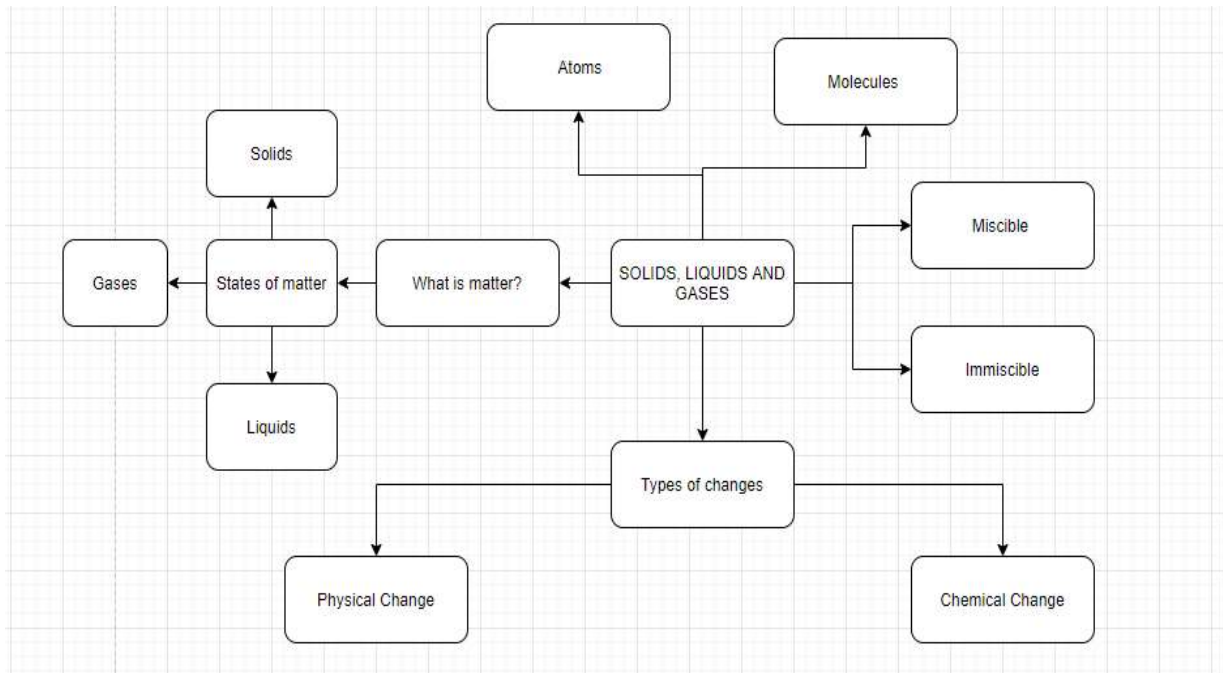 Atoms
Molecules
Solids
Miscible
Gases
States of matter
What is matter?
SOLIDS, LIQUIDS AND
GASES
Immiscible
Liquids
Types of changes
Physical Change
Chemical Change